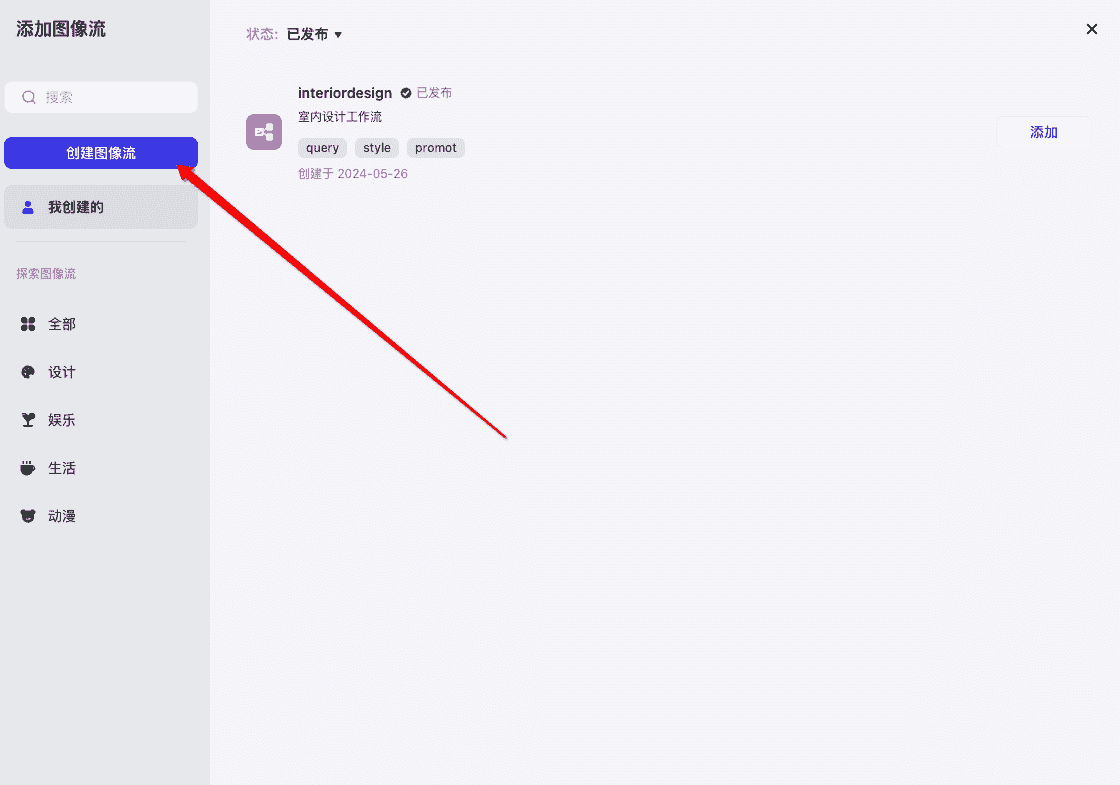 添加图像流
搜索
创建图像流
我创建的
探索图像流
全部
设计
娱乐
生活
动漫
状态: 已发布
interiordesign 已发布
室内设计工作流
query style promot
创建于 2024-05-26
添加